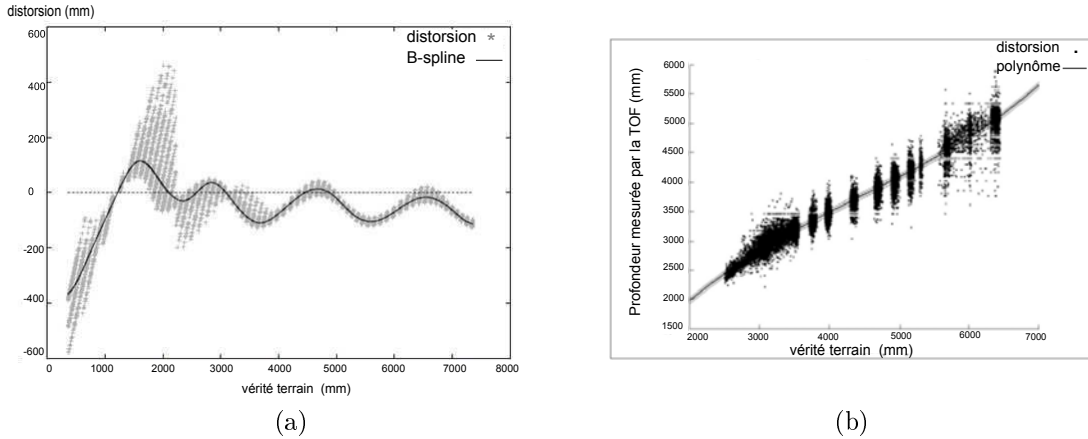 distorsion (mm)
600
400
200
0
-200
-400
-600
distorsion *
B-spline
0 1000 2000 3000 4000 5000 6000 7000 8000
vérité terrain (mm)
(a)
Profondeur mesurée par la TOF (mm)
6000
5500
5000
4500
4000
3500
3000
2500
2000
1500
distorsion
polynôme
2000 3000 4000 5000 6000 7000
vérité terrain (mm)
(b)